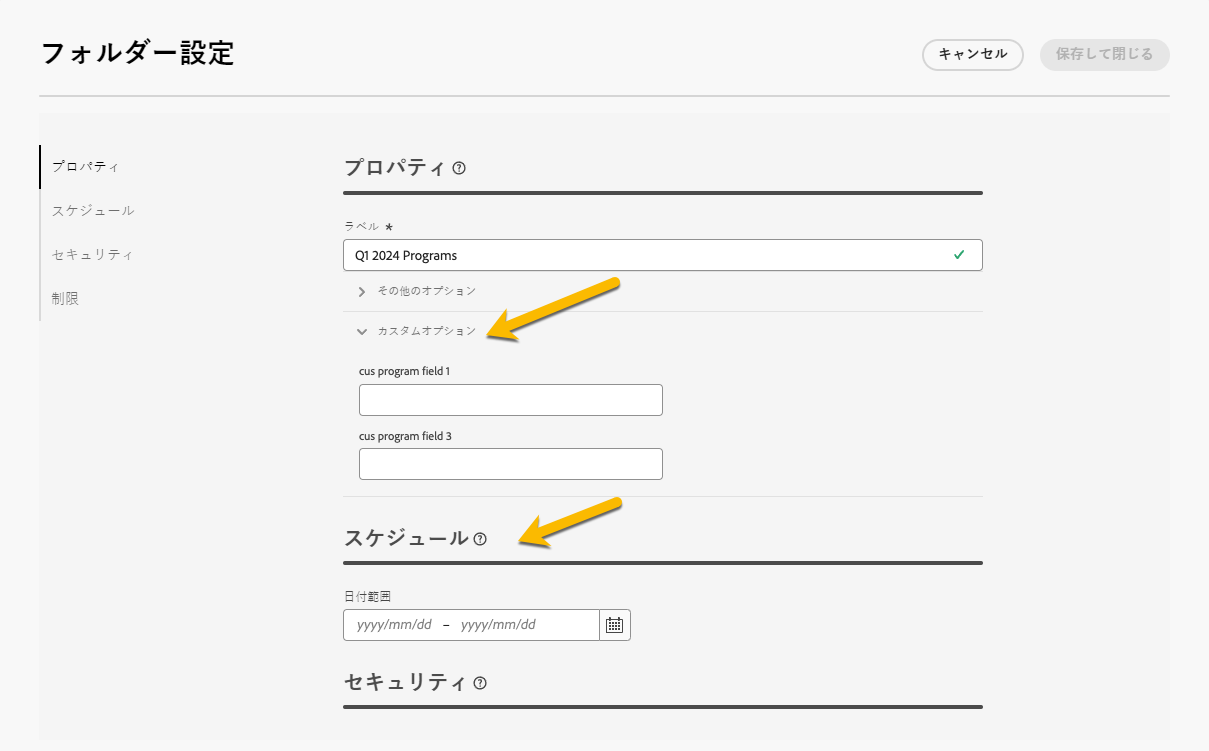 フォルダー設定
キャンセル
保存して閉じる
プロパティ
スケジュール
セキュリティ
制限
プロパティ
ラベル *
Q1 2024 Programs
その他のオプション
カスタムオプション
cus program field 1
cus program field 3
スケジュール
日付範囲
yyyy/mm/dd – yyyy/mm/dd
セキュリティ